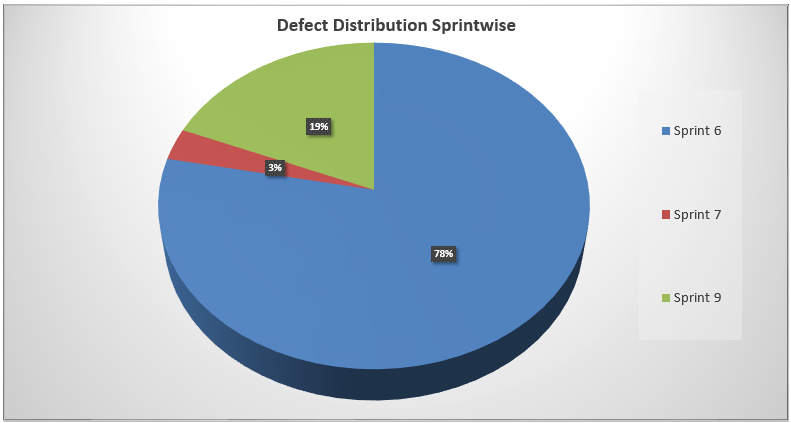 Defect Distribution Sprintwise
19%
3%
78%
Sprint 6
Sprint 7
Sprint 9